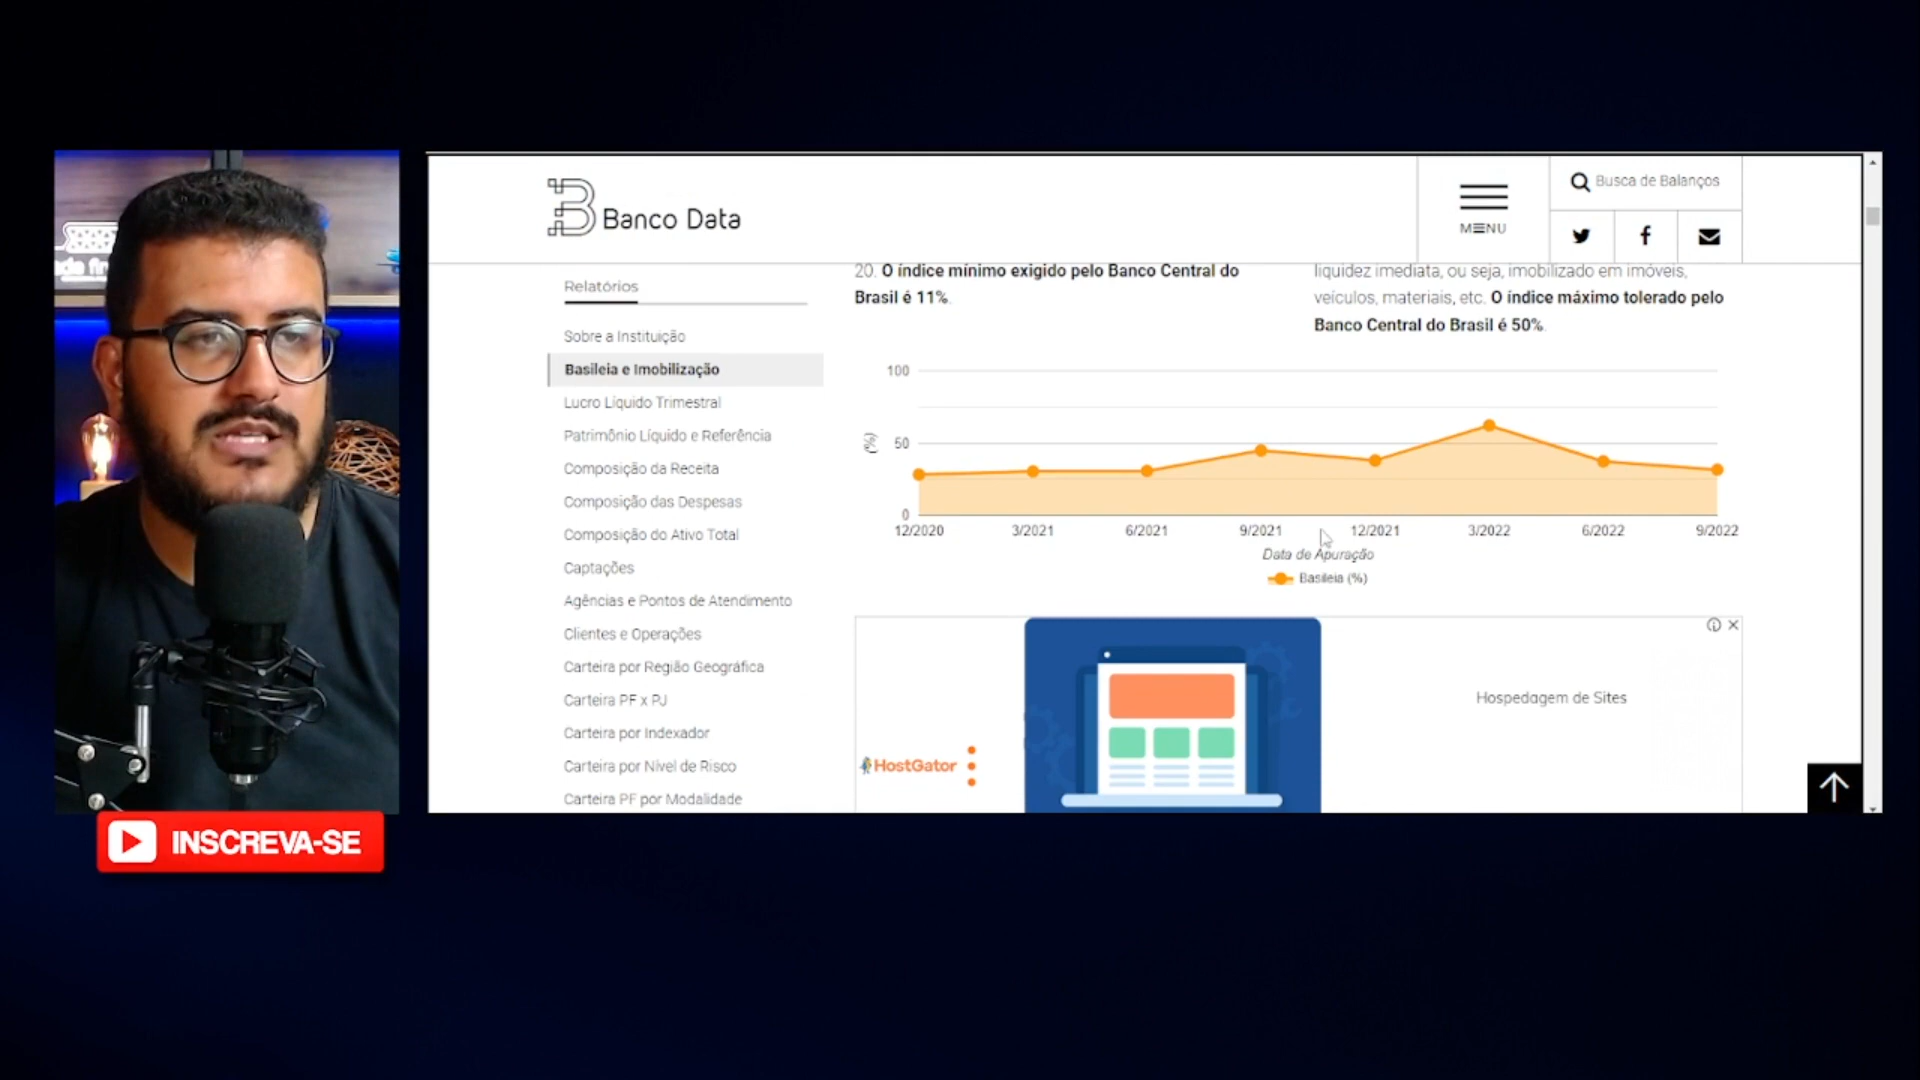 Banco Data
MENU
Busca de Balanços
20. O índice mínimo exigido pelo Banco Central do
Brasil é 11%.
liquidez imediata, ou seja, imobilizado em imóveis,
veículos, materiais, etc. O índice máximo tolerado pelo
Banco Central do Brasil é 50%.
Relatórios
Sobre a Instituição
Basileia e Imobilização
Lucro Líquido Trimestral
Patrimônio Líquido e Referência
Composição da Receita
Composição das Despesas
Composição do Ativo Total
Captações
Agências e Pontos de Atendimento
Clientes e Operações
Carteira por Região Geográfica
Carteira PF x PJ
Carteira por Indexador
Carteira por Nível de Risco
Carteira PF por Modalidade
100
50
0
(%)
12/2020 3/2021 6/2021 9/2021 12/2021 3/2022 6/2022 9/2022
Data de Apuração
Basileia (%)
HostGator
Hospedagem de Sites
INSCREVA-SE